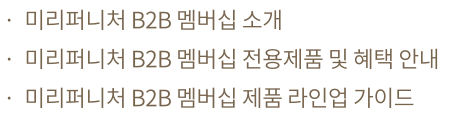 · 미리퍼니처 B2B 멤버십 소개
· 미리퍼니처 B2B 멤버십 전용제품 및 혜택 안내
· 미리퍼니처 B2B 멤버십 제품 라인업 가이드